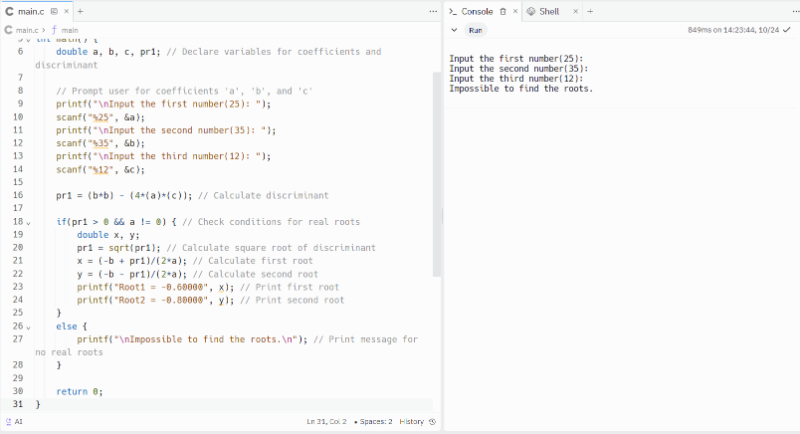 main.c × +
main.c > f main
5 int main() {
6 double a, b, c, pr1; // Declare variables for coefficients and
discriminant
7
8 // Prompt user for coefficients 'a', 'b', and 'c'
9 printf("\nInput the first number(25): ");
10 scanf("%25", &a);
11 printf("\nInput the second number(35): ");
12 scanf("%35", &b);
13 printf("\nInput the third number(12): ");
14 scanf("%12", &c);
15
16 pr1 = (b*b) - (4*(a)*(c)); // Calculate discriminant
17
18 if(pr1 > 0 && a != 0) { // Check conditions for real roots
19 double x, y;
20 pr1 = sqrt(pr1); // Calculate square root of discriminant
21 x = (-b + pr1)/(2*a); // Calculate first root
22 y = (-b - pr1)/(2*a); // Calculate second root
23 printf("Root1 = -0.60000", x); // Print first root
24 printf("Root2 = -0.80000", y); // Print second root
25 }
26 else {
27 printf("\nImpossible to find the roots.\n"); // Print message for
no real roots
28 }
29
30 return 0;
31 }
AI Ln 31, Col 2 • Spaces: 2 History
>_ Console × Shell × +
Run 849ms on 14:23:44, 10/24 ✓
Input the first number(25):
Input the second number(35):
Input the third number(12):
Impossible to find the roots.